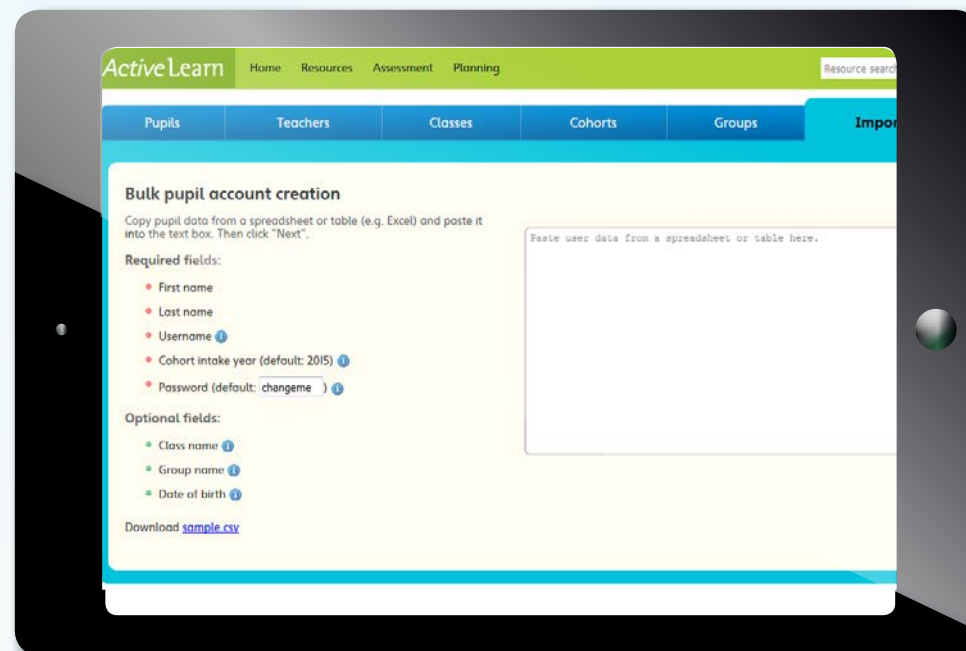 ActiveLearn Home Resources Assessment Planning
Resource search
Pupils Teachers Classes Cohorts Groups Impor
Bulk pupil account creation
Copy pupil data from a spreadsheet or table (e.g. Excel) and paste it
into the text box. Then click "Next".
Paste user data from a spreadsheet or table here.
Required fields:
First name
Last name
Username
Cohort intake year (default: 2015)
Password (default: changeme )
Optional fields:
Class name
Group name
Date of birth
Download sample.csv